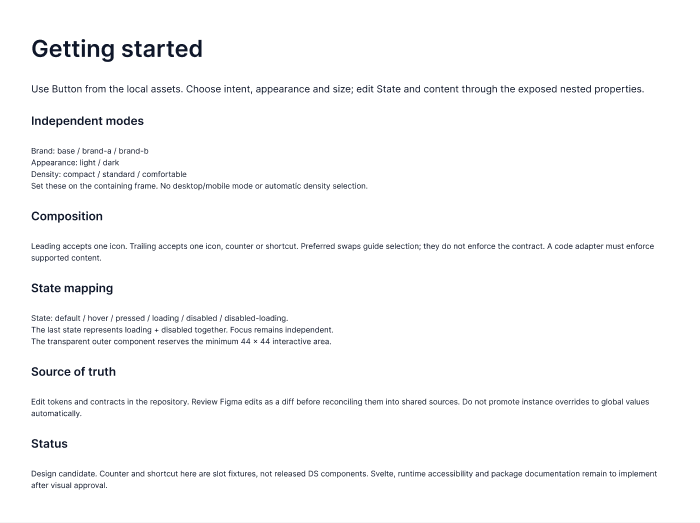 Getting started
Use Button from the local assets. Choose intent, appearance and size; edit State and content through the exposed nested properties.
Independent modes
Brand: base / brand-a / brand-b
Appearance: light / dark
Density: compact / standard / comfortable
Set these on the containing frame. No desktop/mobile mode or automatic density selection.
Composition
Leading accepts one icon. Trailing accepts one icon, counter or shortcut. Preferred swaps guide selection; they do not enforce the contract. A code adapter must enforce
supported content.
State mapping
State: default / hover / pressed / loading / disabled / disabled-loading.
The last state represents loading + disabled together. Focus remains independent.
The transparent outer component reserves the minimum 44 × 44 interactive area.
Source of truth
Edit tokens and contracts in the repository. Review Figma edits as a diff before reconciling them into shared sources. Do not promote instance overrides to global values
automatically.
Status
Design candidate. Counter and shortcut here are slot fixtures, not released DS components. Svelte, runtime accessibility and package documentation remain to implement
after visual approval.